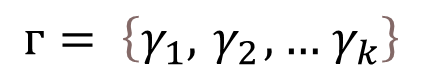 г = {γ₁, γ₂, … γₖ}